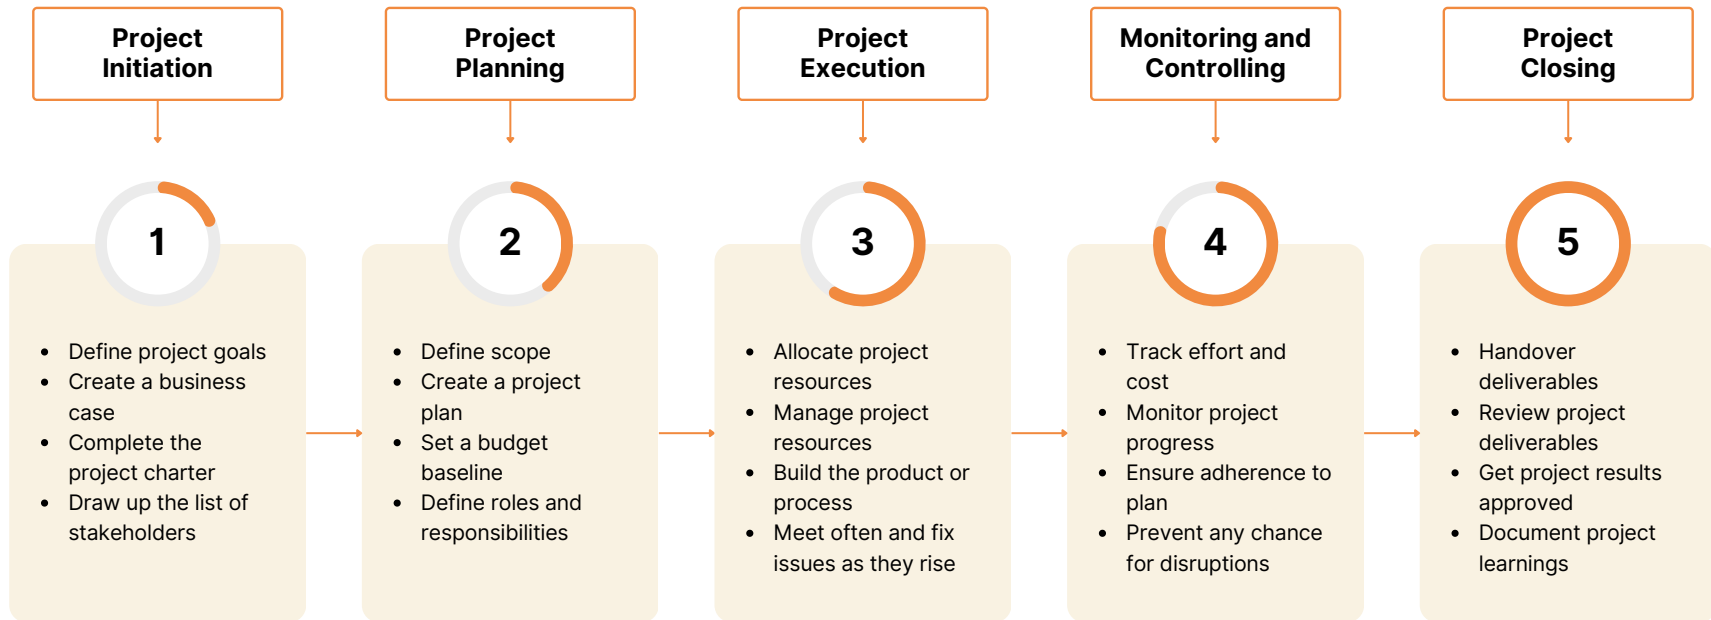 Project
Initiation
Project
Planning
Project
Execution
Monitoring and
Controlling
Project
Closing
1
2
3
4
5
• Define project goals
• Create a business
case
• Complete the
project charter
• Draw up the list of
stakeholders
• Define scope
• Create a project
plan
• Set a budget
baseline
• Define roles and
responsibilities
• Allocate project
resources
• Manage project
resources
• Build the product or
process
• Meet often and fix
issues as they rise
• Track effort and
cost
• Monitor project
progress
• Ensure adherence to
plan
• Prevent any chance
for disruptions
• Handover
deliverables
• Review project
deliverables
• Get project results
approved
• Document project
learnings